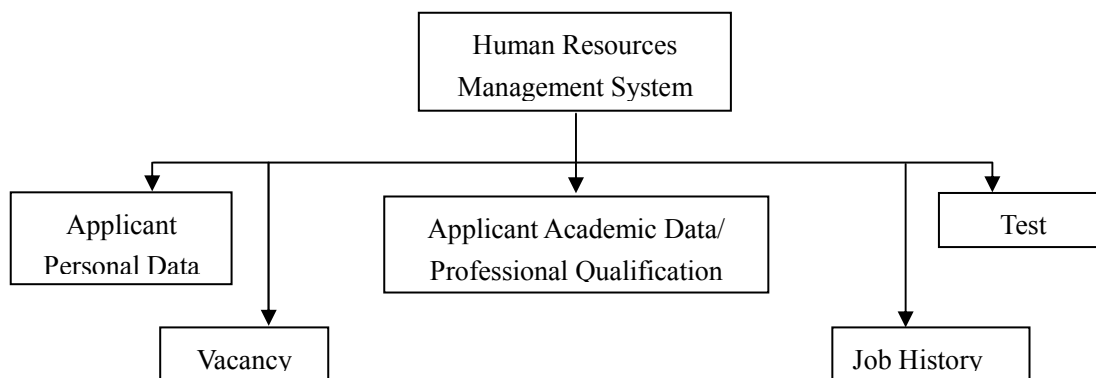 Human Resources
Management System
Applicant
Personal Data
Applicant Academic Data/
Professional Qualification
Test
Vacancy
Job History